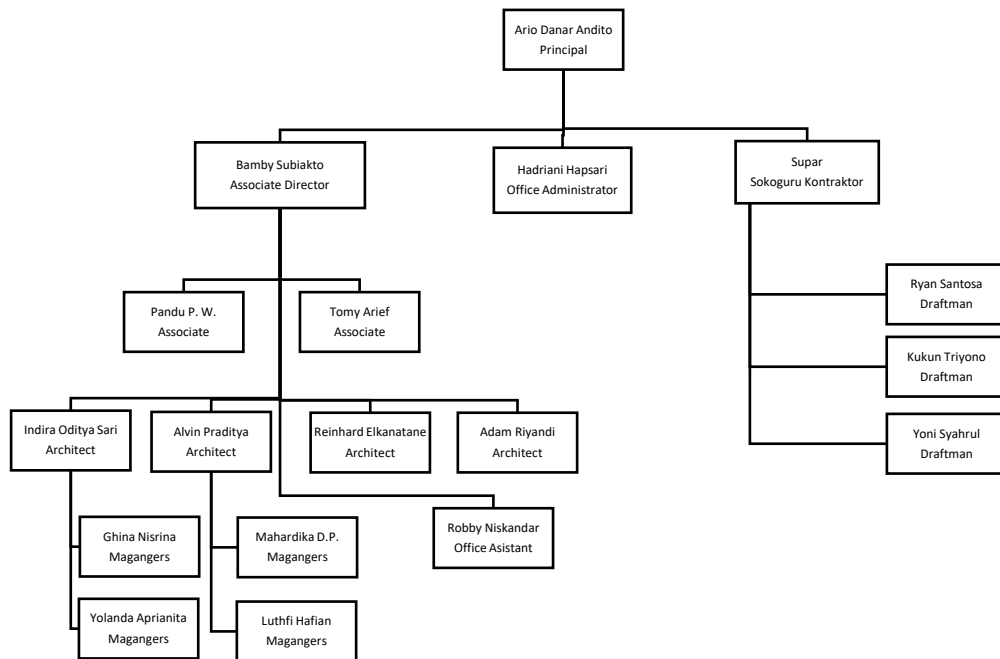 Ario Danar Andito
Principal
Bamby Subiakto
Associate Director
Hadriani Hapsari
Office Administrator
Supar
Sokoguru Kontraktor
Pandu P. W.
Associate
Tomy Arief
Associate
Ryan Santosa
Draftman
Kukun Triyono
Draftman
Yoni Syahrul
Draftman
Indira Oditya Sari
Architect
Alvin Praditya
Architect
Reinhard Elkanatane
Architect
Adam Riyandi
Architect
Robby Niskandar
Office Asistant
Ghina Nisrina
Magangers
Mahardika D.P.
Magangers
Yolanda Aprianita
Magangers
Luthfi Hafian
Magangers